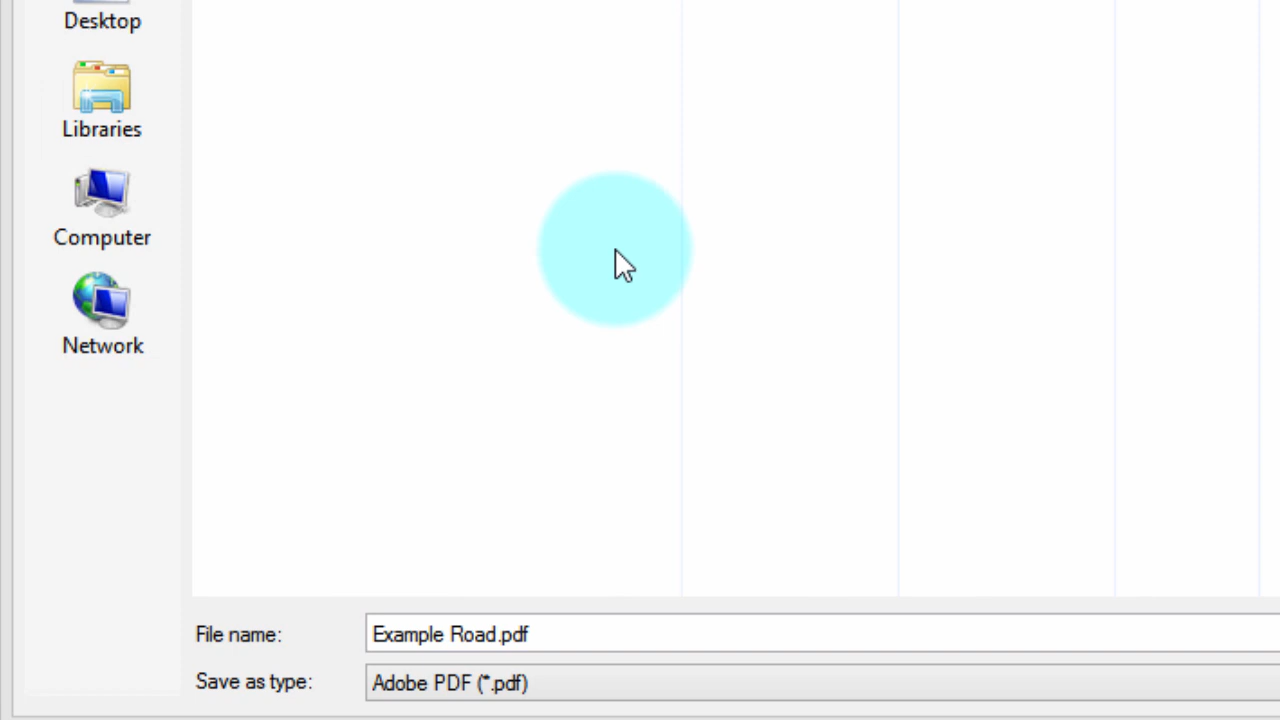 Desktop
Libraries
Computer
Network
File name: Example Road.pdf
Save as type: Adobe PDF (*.pdf)